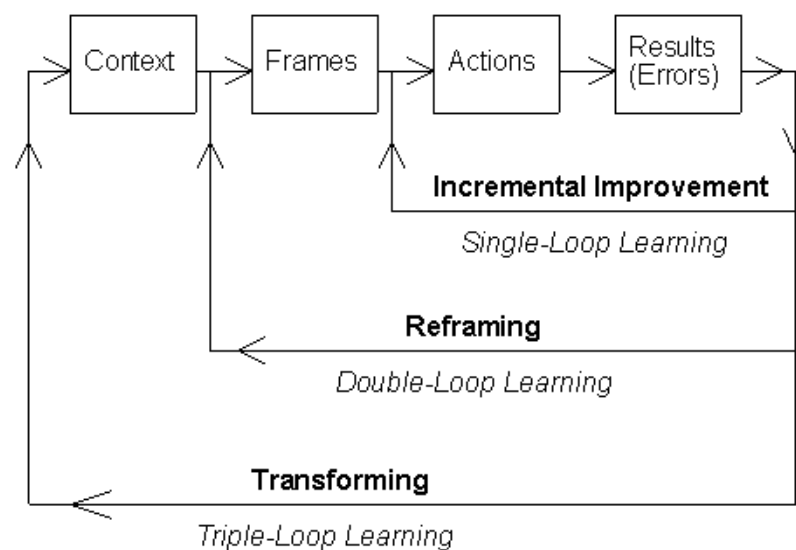 Context
Frames
Actions
Results
(Errors)
Incremental Improvement
Single-Loop Learning
Reframing
Double-Loop Learning
Transforming
Triple-Loop Learning